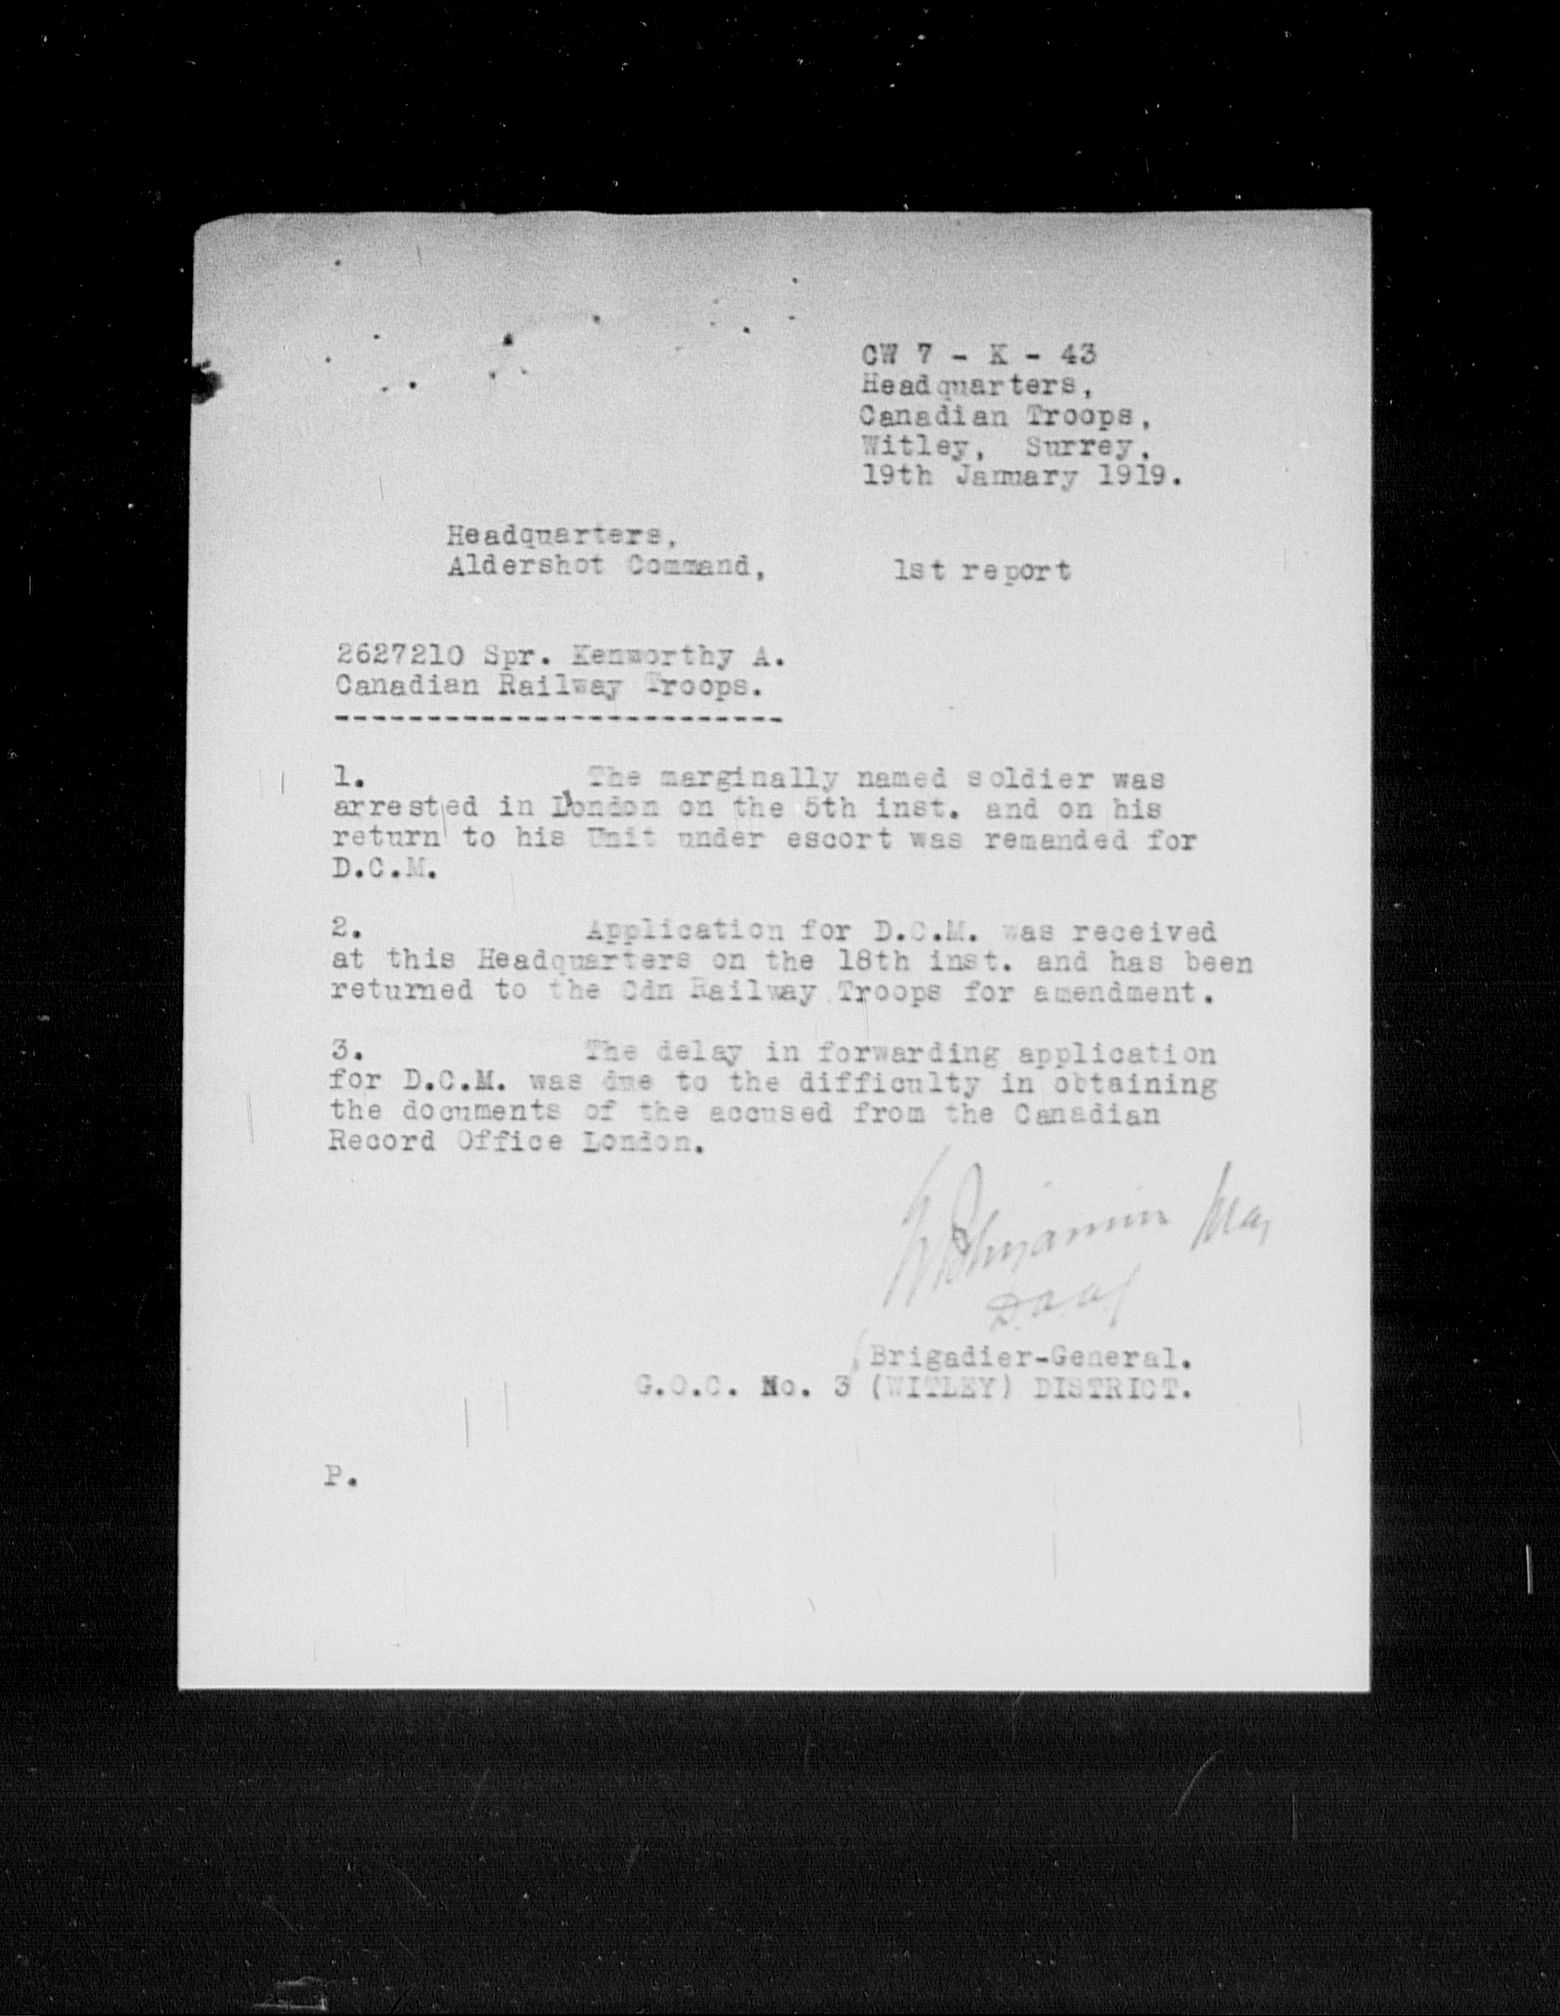 CW 7 - K - 43
Headquarters,
Canadian Troops,
Witley, Surrey,
19th January 1919.
Headquarters,
Aldershot Command,
1st report
2627210 Spr. Kenworthy A.
Canadian Railway Troops.
--------------------------
1. The marginally named soldier was
arrested in London on the 5th inst. and on his
return to his Unit under escort was remanded for
D.C.M.
2. Application for D.C.M. was received
at this Headquarters on the 18th inst. and has been
returned to the Cdn Railway Troops for amendment.
3. The delay in forwarding application
for D.C.M. was due to the difficulty in obtaining
the documents of the accused from the Canadian
Record Office London.
Benjamin Maj
Brigadier-General.
G.O.C. No. 3 (WITLEY) DISTRICT.
P.